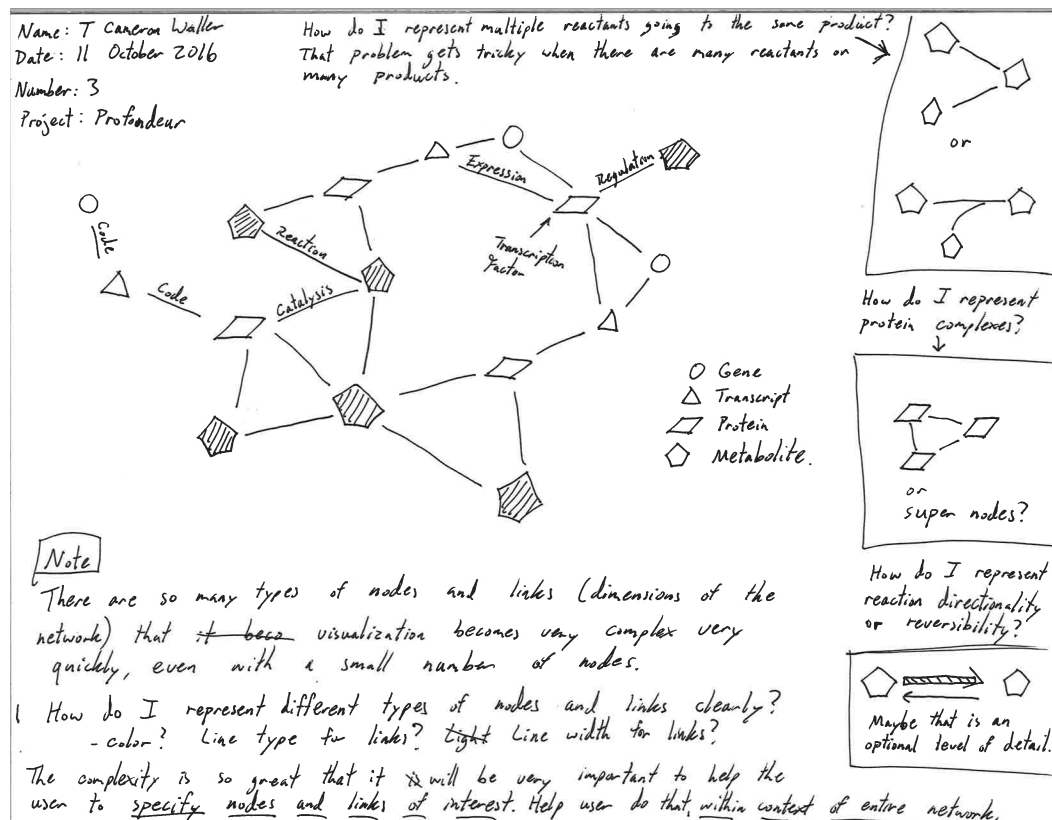 Name: T Cameron Waller
Date: 11 October 2016
Number: 3
Project: Profondeur
How do I represent multiple reactants going to the same product?
That problem gets tricky when there are many reactants or
many products.
or
Expression
Regulation
Reaction
Transcription
Factor
Code
Code
Catalysis
Gene
Transcript
Protein
Metabolite.
How do I represent
protein complexes?
or
super nodes?
How do I represent
reaction directionality
or reversibility?
Maybe that is an
optional level of detail.
Note
There are so many types of nodes and links (dimensions of the
network) that it beco visualization becomes very complex very
quickly, even with a small number of nodes.
How do I represent different types of nodes and links clearly?
- color? Line type for links? Light Line width for links?
The complexity is so great that it is will be very important to help the
user to specify nodes and links of interest. Help user do that, within context of entire network.